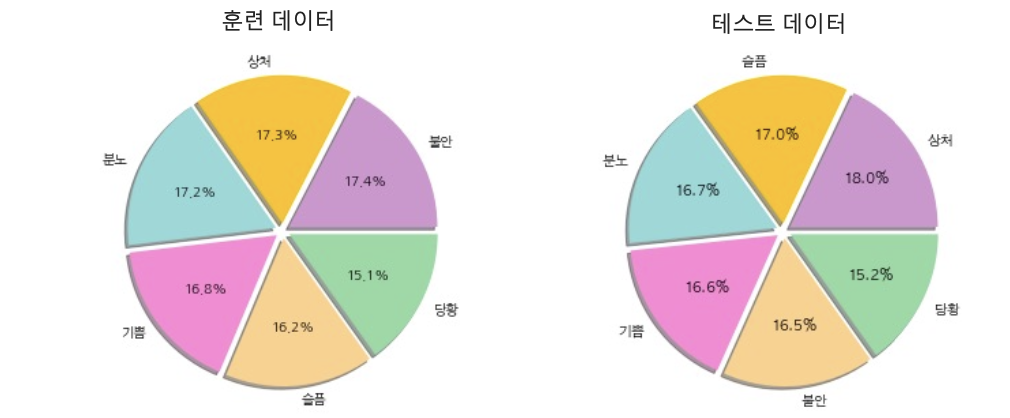 훈련 데이터
상처
17.3%
불안
17.4%
분노
17.2%
기쁨
16.8%
슬픔
16.2%
당황
15.1%
테스트 데이터
슬픔
17.0%
상처
18.0%
분노
16.7%
기쁨
16.6%
불안
16.5%
당황
15.2%